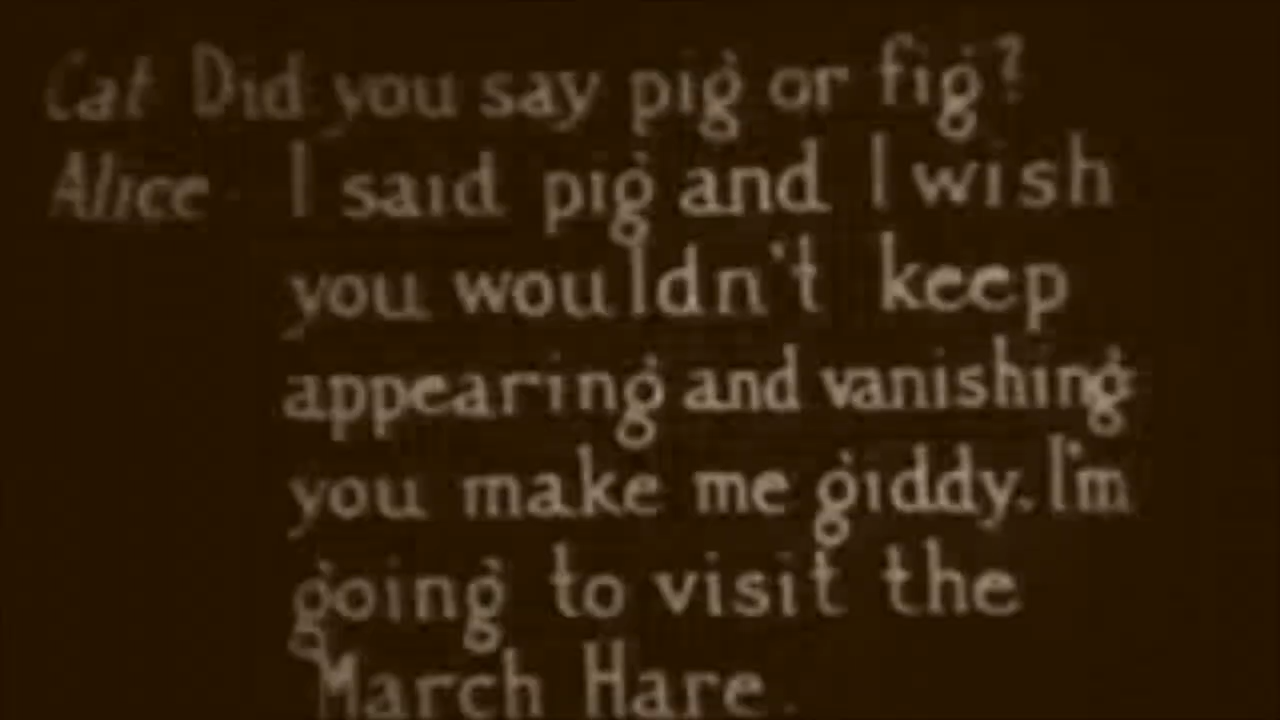 Cat Did you say pig or fig?
Alice I said pig and I wish
you wouldn't keep
appearing and vanishing
you make me giddy. I'm
going to visit the
March Hare.